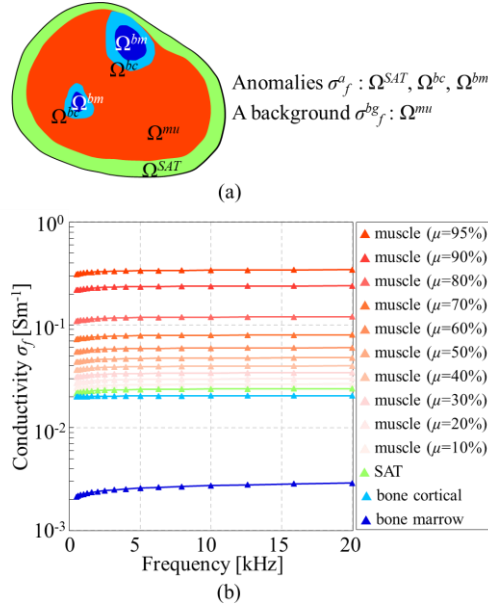 Ω^bm
Ω^bc
Ω^bm
Ω^bc
Ω^mu
Ω^SAT
Anomalies σ^a_f : Ω^SAT, Ω^bc, Ω^bm
A background σ^bg_f : Ω^mu
(a)
10^0
10^-1
10^-2
10^-3
Conductivity σ_f [Sm^-1]
0 5 10 15 20
Frequency [kHz]
muscle (μ=95%)
muscle (μ=90%)
muscle (μ=80%)
muscle (μ=70%)
muscle (μ=60%)
muscle (μ=50%)
muscle (μ=40%)
muscle (μ=30%)
muscle (μ=20%)
muscle (μ=10%)
SAT
bone cortical
bone marrow
(b)